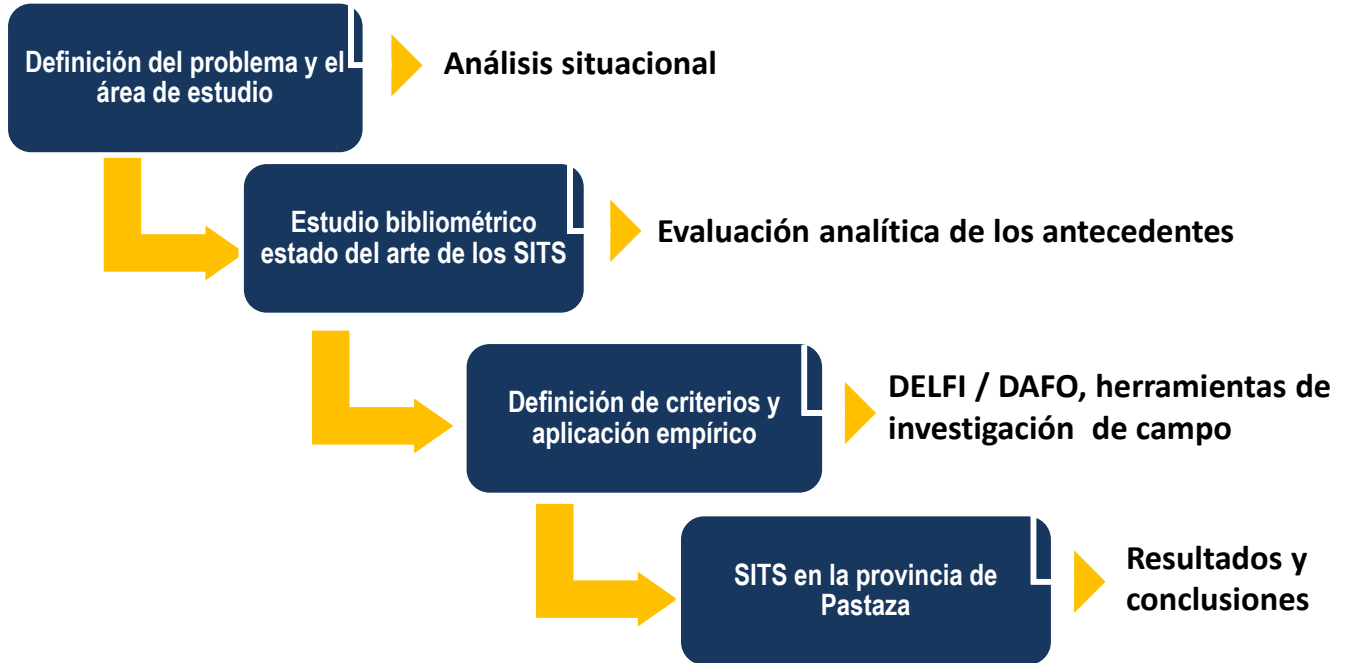 Definición del problema y el
área de estudio
Análisis situacional
Estudio bibliométrico
estado del arte de los SITS
Evaluación analítica de los antecedentes
Definición de criterios y
aplicación empírico
DELFI / DAFO, herramientas de
investigación de campo
SITS en la provincia de
Pastaza
Resultados y
conclusiones